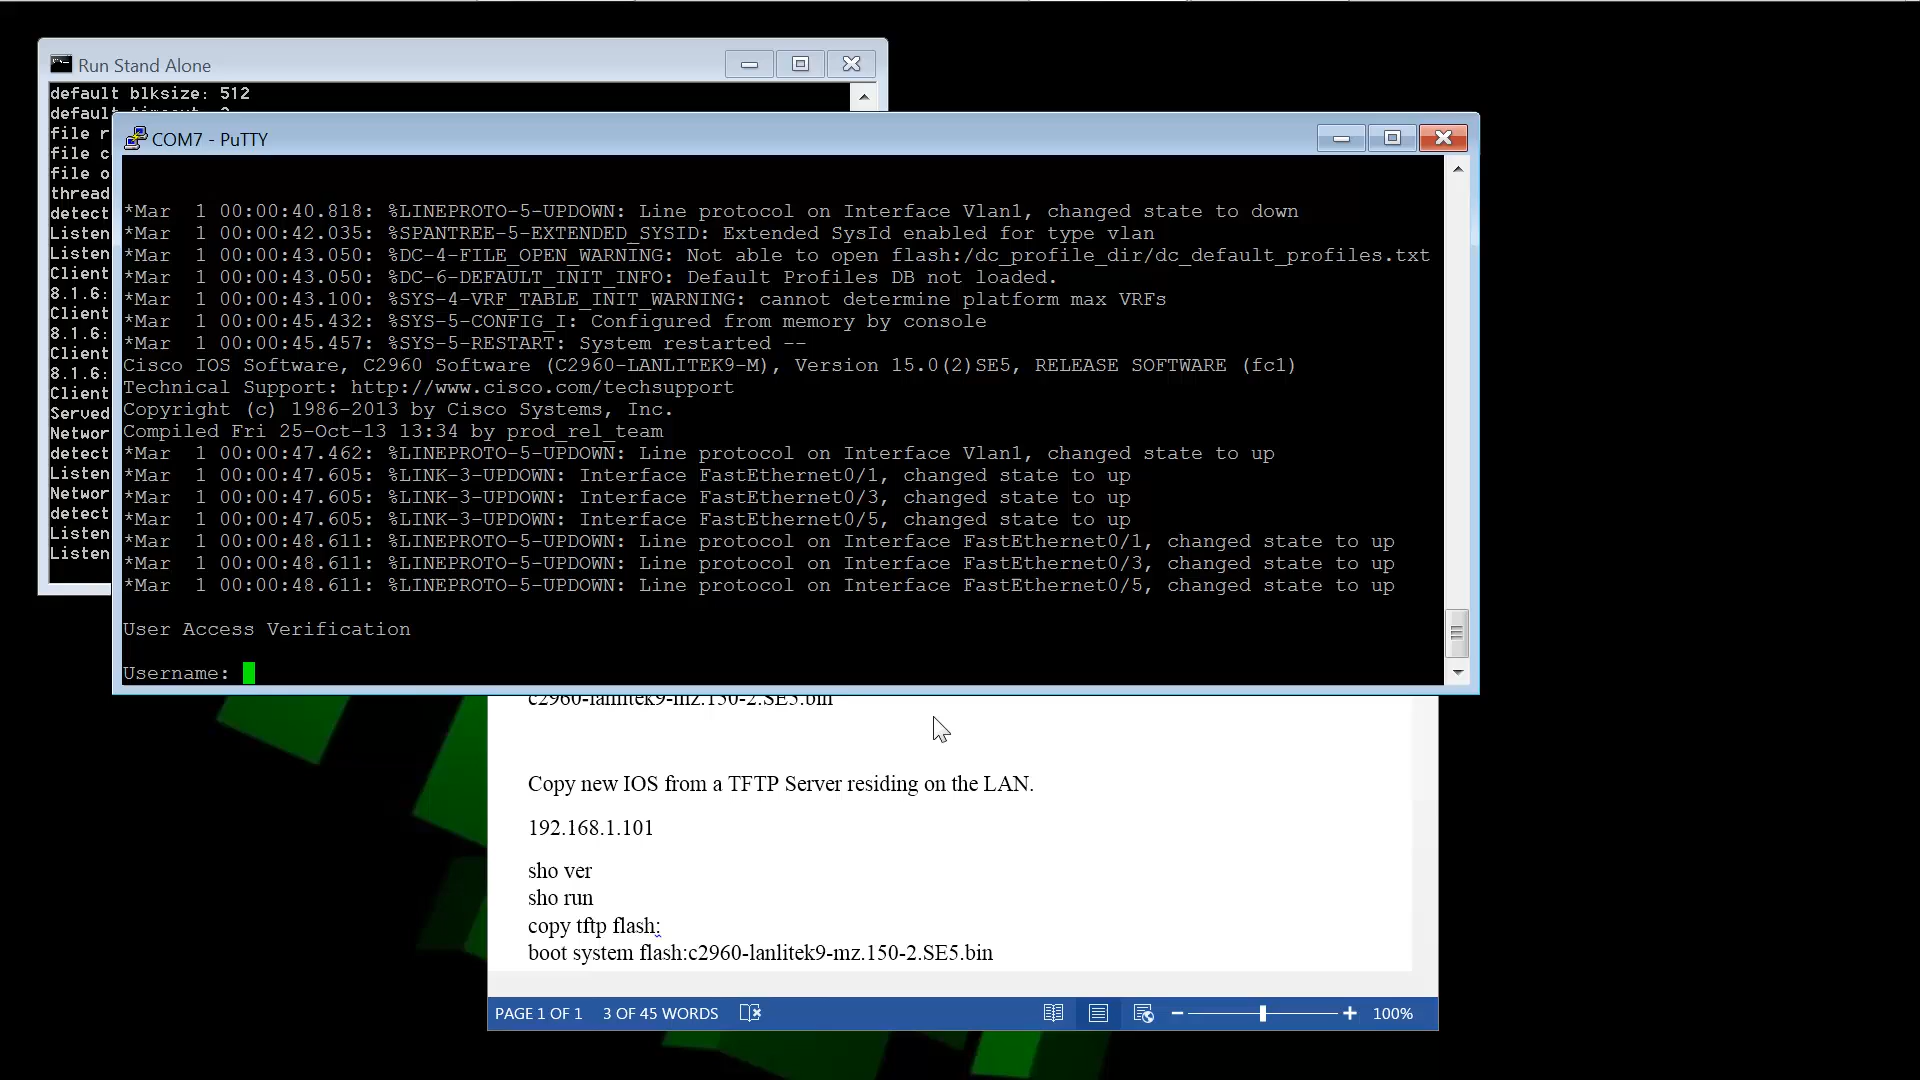 Run Stand Alone
default blksize: 512
default
file r
file c
file o
thread
detect
Listen
Listen
Client
8.1.6:
Client
8.1.6:
Client
8.1.6:
Client
Served
Networ
detect
Listen
Networ
detect
Listen
Listen
COM7 - PuTTY
*Mar  1 00:00:40.818: %LINEPROTO-5-UPDOWN: Line protocol on Interface Vlan1, changed state to down
*Mar  1 00:00:42.035: %SPANTREE-5-EXTENDED_SYSID: Extended SysId enabled for type vlan
*Mar  1 00:00:43.050: %DC-4-FILE_OPEN_WARNING: Not able to open flash:/dc_profile_dir/dc_default_profiles.txt
*Mar  1 00:00:43.050: %DC-6-DEFAULT_INIT_INFO: Default Profiles DB not loaded.
*Mar  1 00:00:43.100: %SYS-4-VRF_TABLE_INIT_WARNING: cannot determine platform max VRFs
*Mar  1 00:00:45.432: %SYS-5-CONFIG_I: Configured from memory by console
*Mar  1 00:00:45.457: %SYS-5-RESTART: System restarted --
Cisco IOS Software, C2960 Software (C2960-LANLITEK9-M), Version 15.0(2)SE5, RELEASE SOFTWARE (fc1)
Technical Support: http://www.cisco.com/techsupport
Copyright (c) 1986-2013 by Cisco Systems, Inc.
Compiled Fri 25-Oct-13 13:34 by prod_rel_team
*Mar  1 00:00:47.462: %LINEPROTO-5-UPDOWN: Line protocol on Interface Vlan1, changed state to up
*Mar  1 00:00:47.605: %LINK-3-UPDOWN: Interface FastEthernet0/1, changed state to up
*Mar  1 00:00:47.605: %LINK-3-UPDOWN: Interface FastEthernet0/3, changed state to up
*Mar  1 00:00:47.605: %LINK-3-UPDOWN: Interface FastEthernet0/5, changed state to up
*Mar  1 00:00:48.611: %LINEPROTO-5-UPDOWN: Line protocol on Interface FastEthernet0/1, changed state to up
*Mar  1 00:00:48.611: %LINEPROTO-5-UPDOWN: Line protocol on Interface FastEthernet0/3, changed state to up
*Mar  1 00:00:48.611: %LINEPROTO-5-UPDOWN: Line protocol on Interface FastEthernet0/5, changed state to up
User Access Verification
Username:
c2960-lanlitek9-mz.150-2.SE5.bin
Copy new IOS from a TFTP Server residing on the LAN.
192.168.1.101
sho ver
sho run
copy tftp flash:
boot system flash:c2960-lanlitek9-mz.150-2.SE5.bin
PAGE 1 OF 1 3 OF 45 WORDS 100%